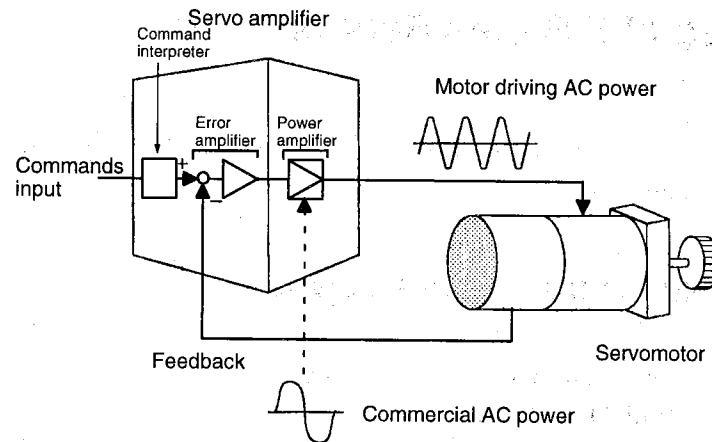 Servo amplifier
Command
interpreter
Error
amplifier
Power
amplifier
Motor driving AC power
Commands
input
+
−
Feedback
Servomotor
Commercial AC power